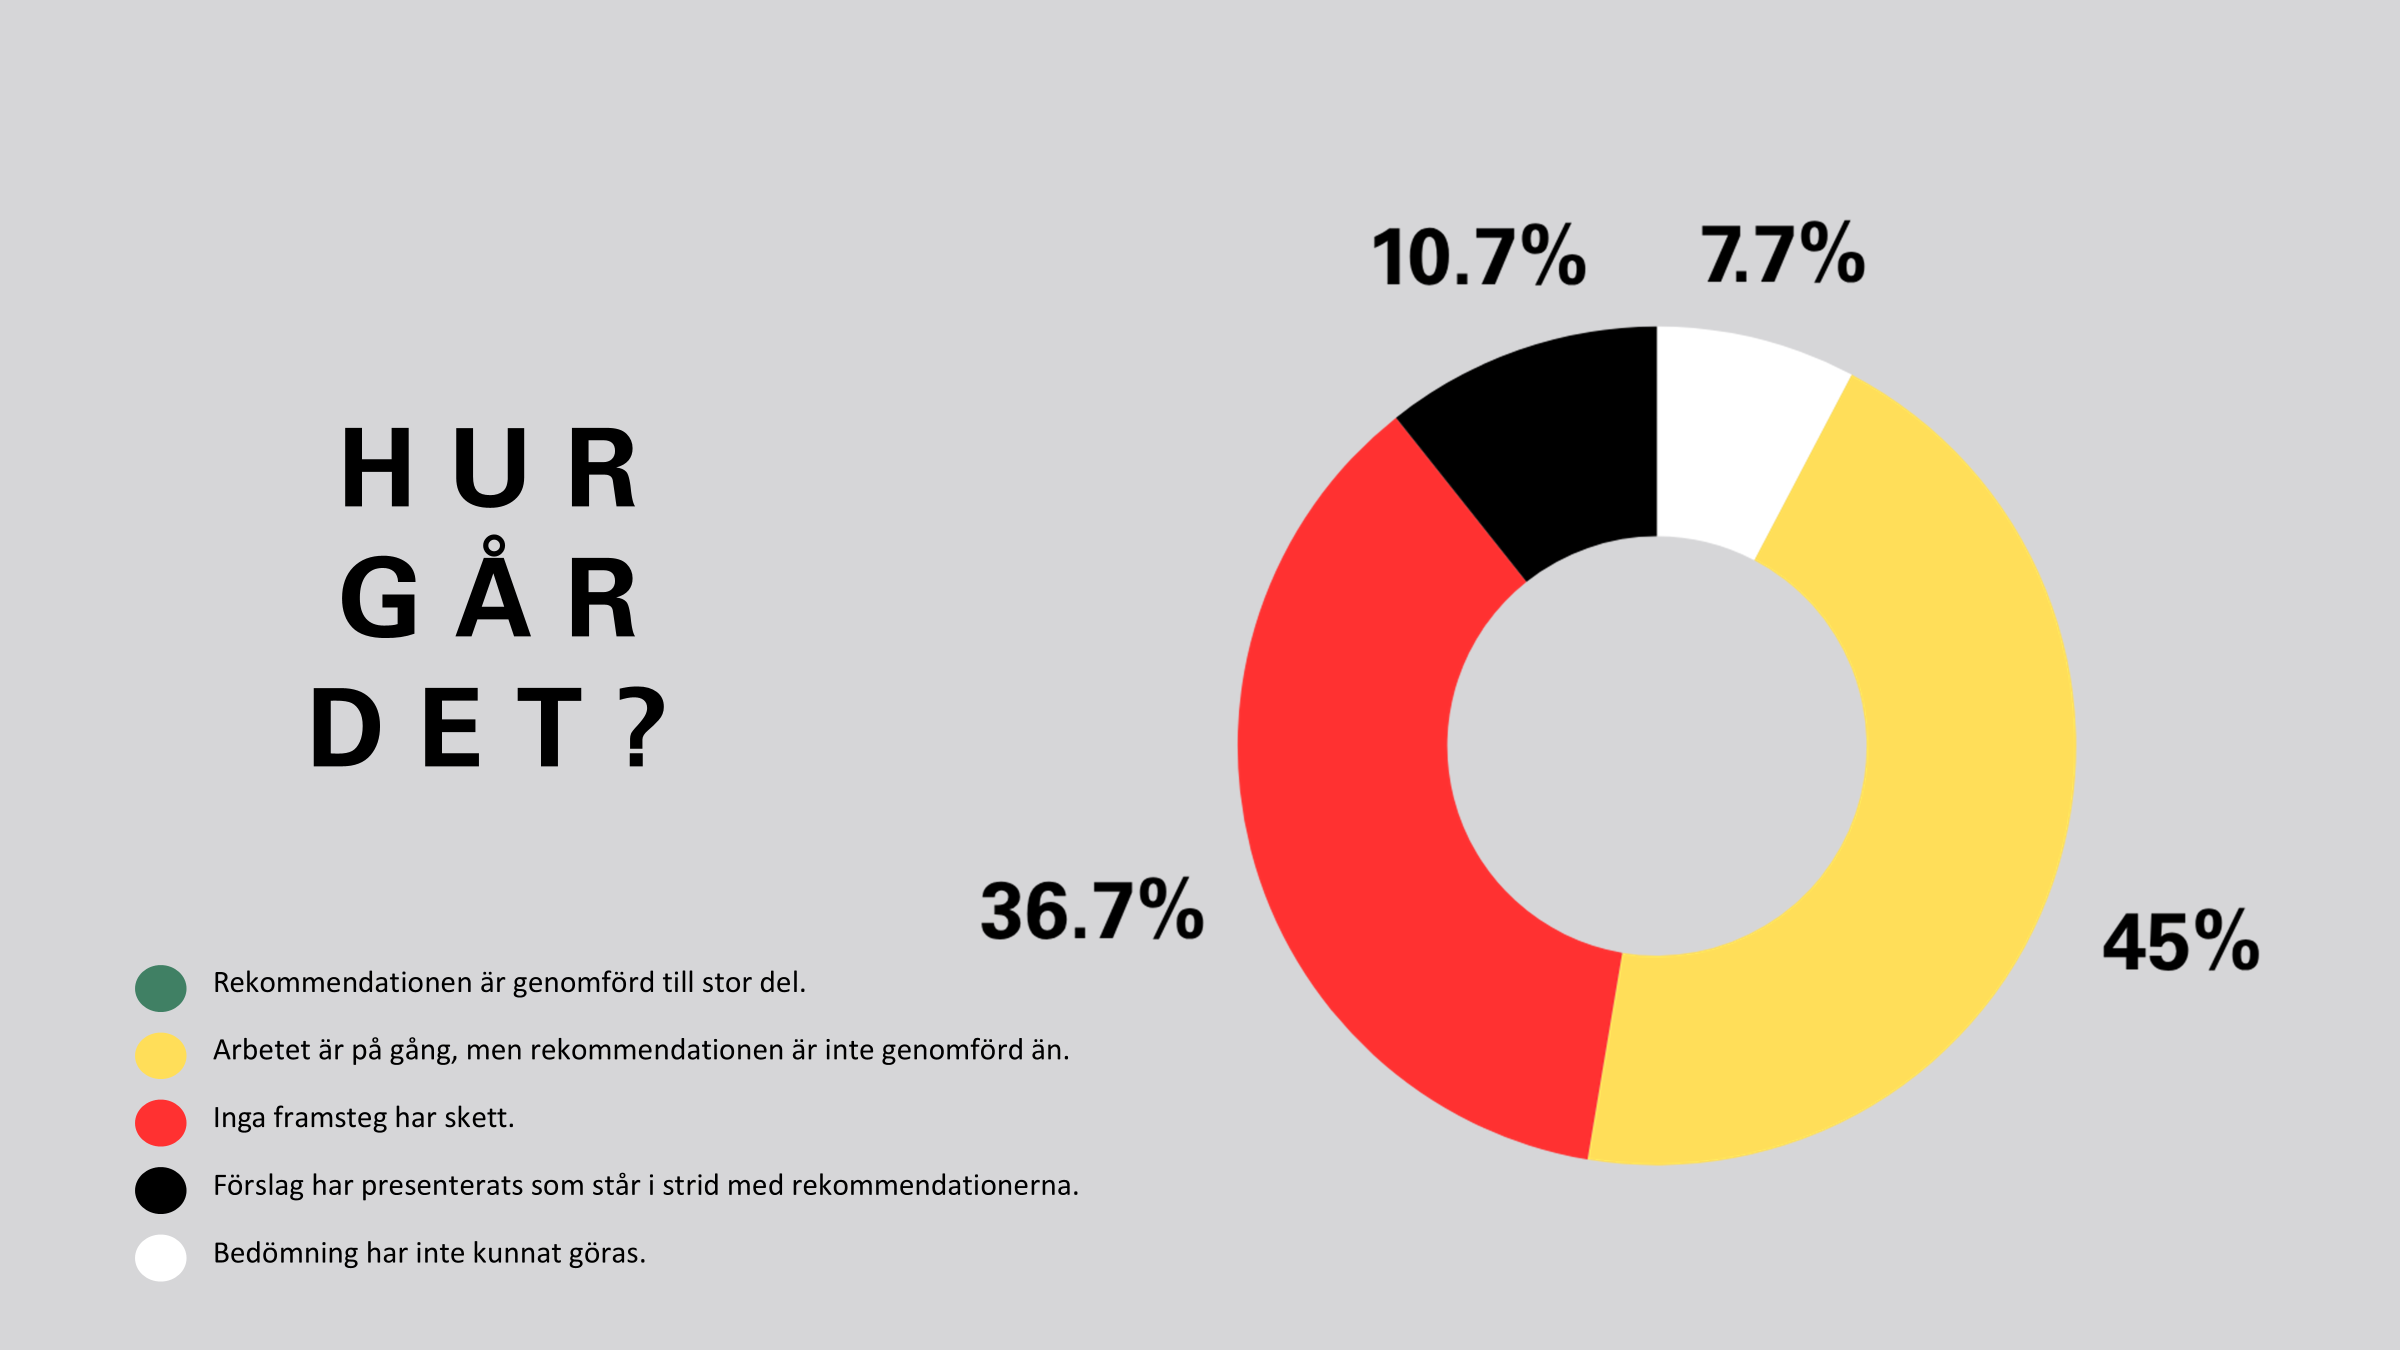 HUR
GÅR
DET?
10.7%
7.7%
36.7%
45%
Rekommendationen är genomförd till stor del.
Arbetet är på gång, men rekommendationen är inte genomförd än.
Inga framsteg har skett.
Förslag har presenterats som står i strid med rekommendationerna.
Bedömning har inte kunnat göras.